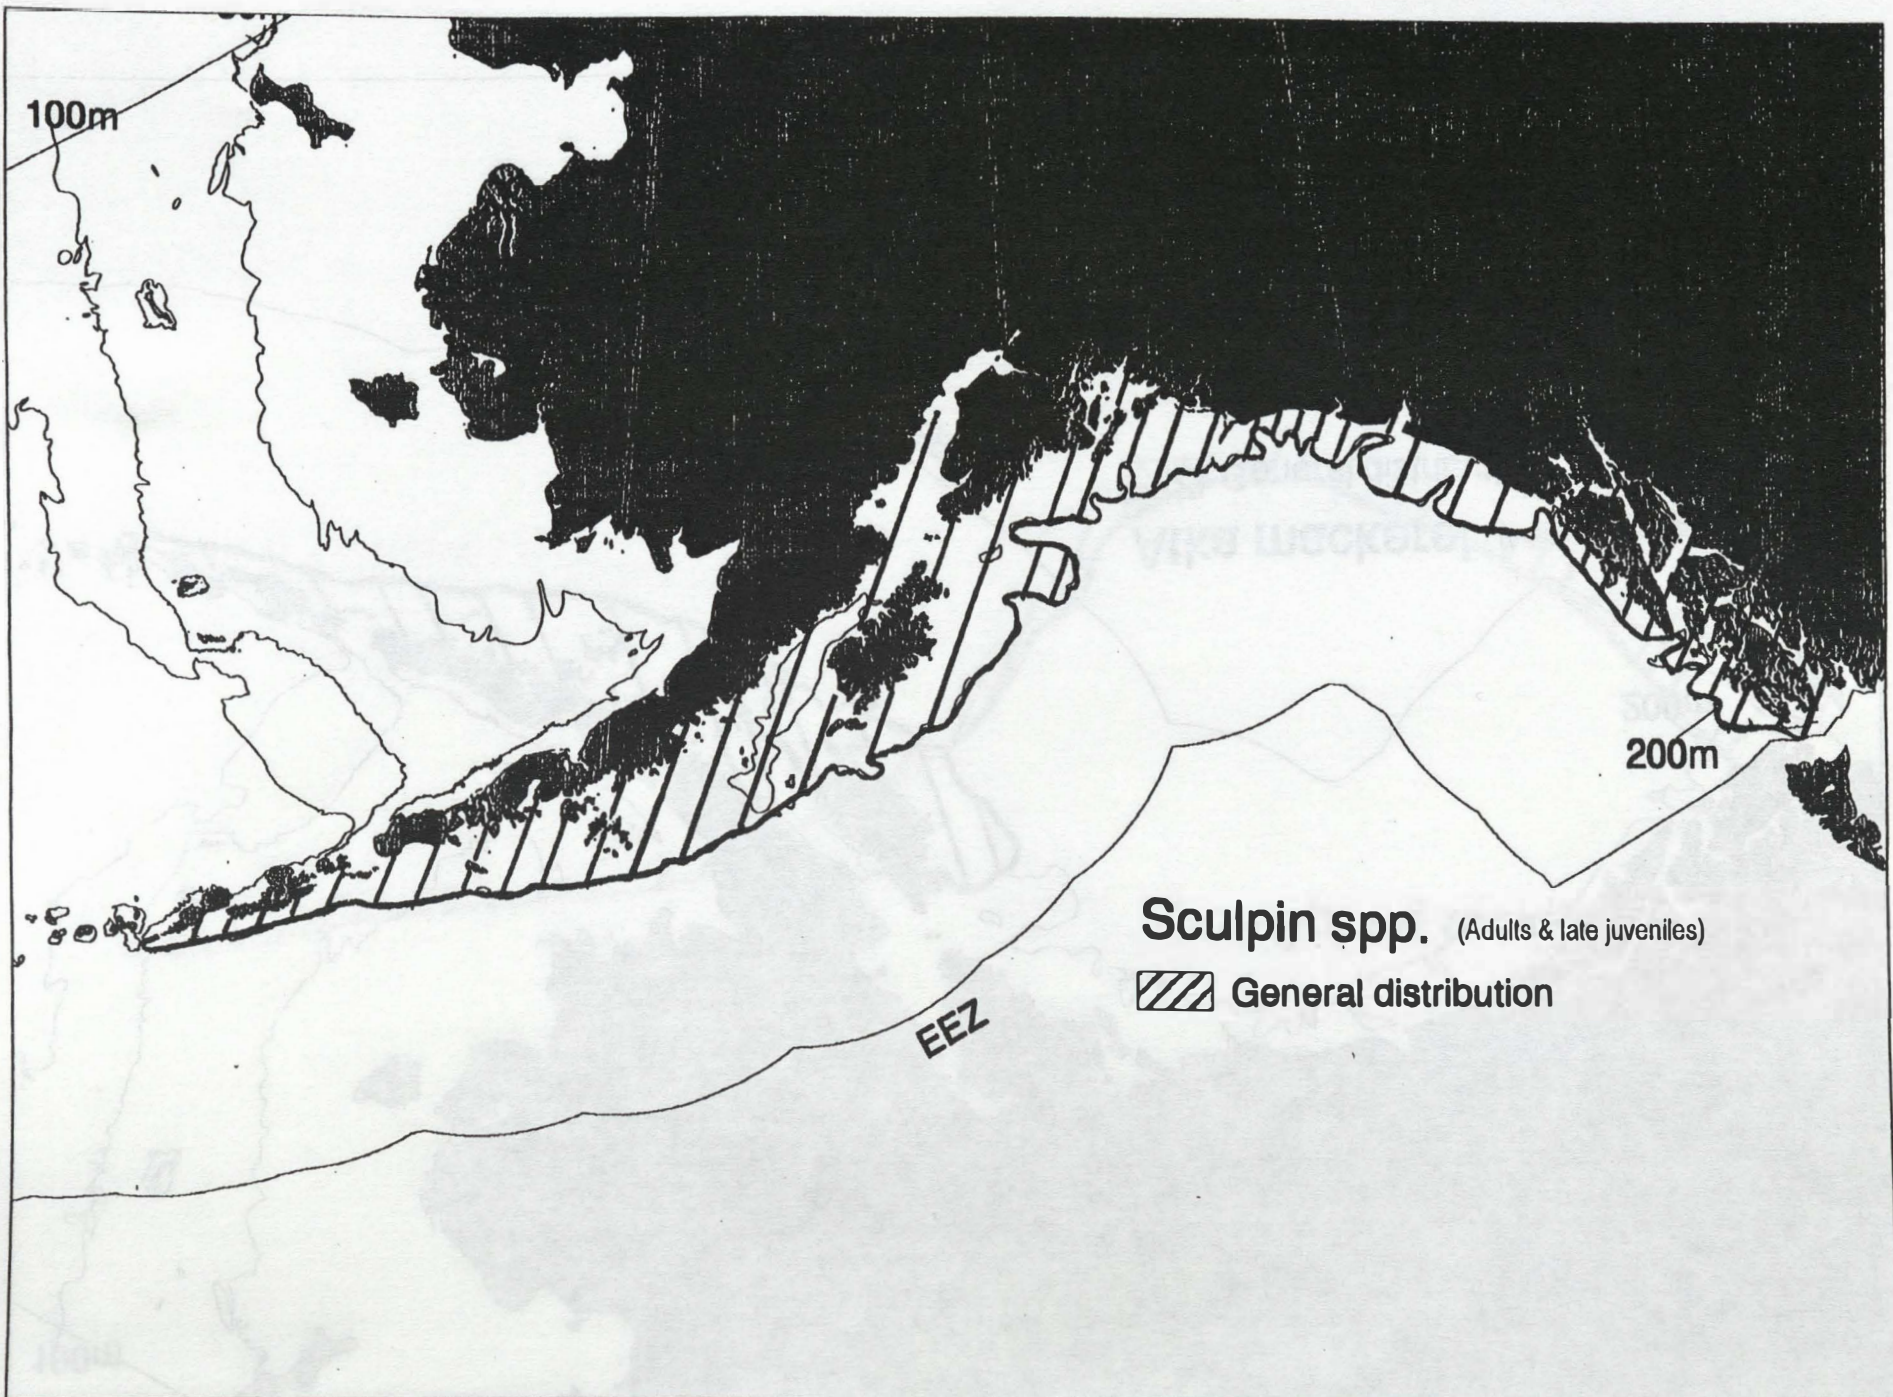 100m
200m
Sculpin spp. (Adults & late juveniles)
General distribution
EEZ